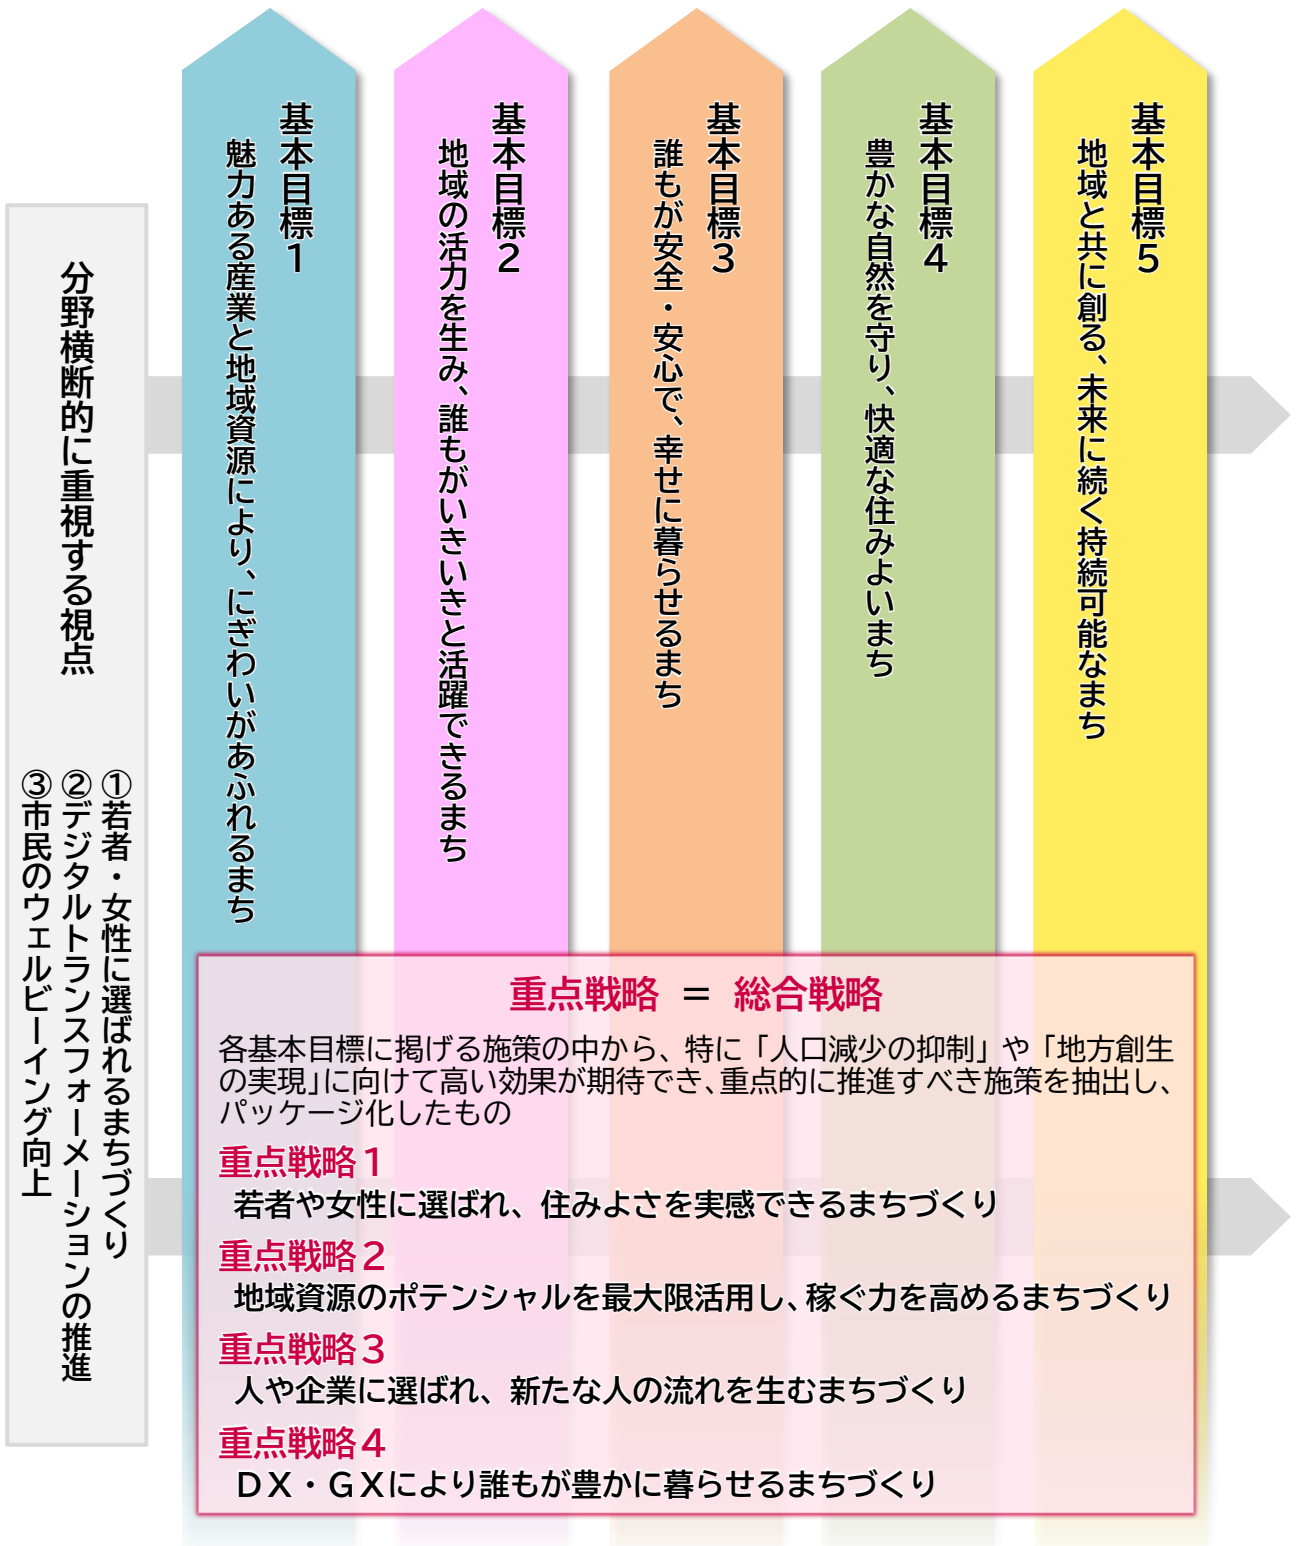 基本目標１
魅力ある産業と地域資源により、にぎわいがあふれるまち
基本目標２
地域の活力を生み、誰もがいきいきと活躍できるまち
基本目標３
誰もが安全・安心で、幸せに暮らせるまち
基本目標４
豊かな自然を守り、快適な住みよいまち
基本目標５
地域と共に創る、未来に続く持続可能なまち
分野横断的に重視する視点
①若者・女性に選ばれるまちづくり
②デジタルトランスフォーメーションの推進
③市民のウェルビーイング向上
重点戦略 ＝ 総合戦略
各基本目標に掲げる施策の中から、特に「人口減少の抑制」や「地方創生
の実現」に向けて高い効果が期待でき、重点的に推進すべき施策を抽出し、
パッケージ化したもの
重点戦略１
若者や女性に選ばれ、住みよさを実感できるまちづくり
重点戦略２
地域資源のポテンシャルを最大限活用し、稼ぐ力を高めるまちづくり
重点戦略３
人や企業に選ばれ、新たな人の流れを生むまちづくり
重点戦略４
ＤＸ・ＧＸにより誰もが豊かに暮らせるまちづくり